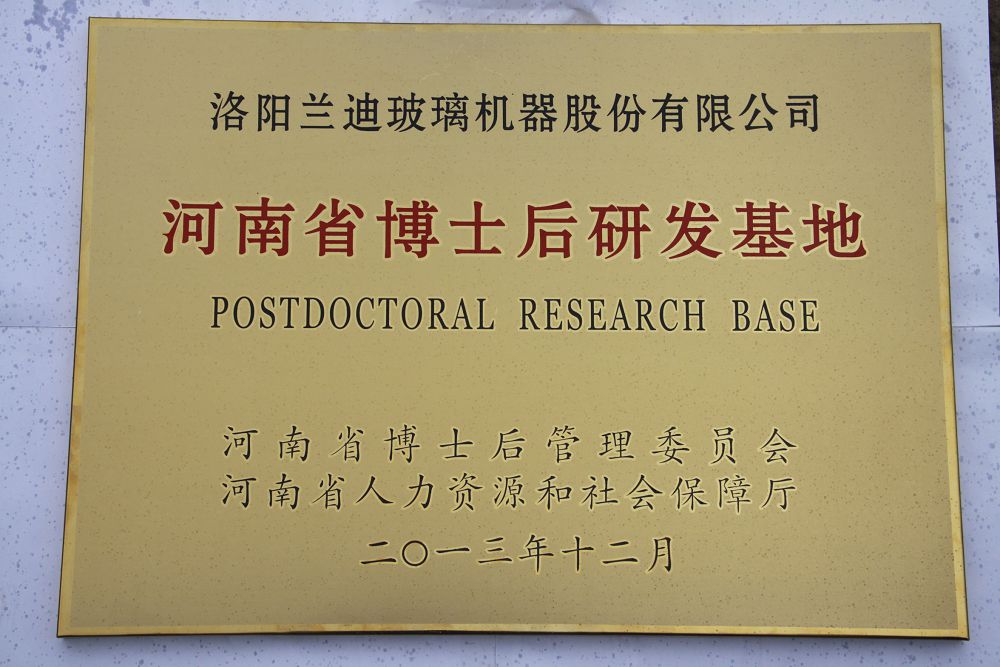 洛阳兰迪玻璃机器股份有限公司
河南省博士后研发基地
POSTDOCTORAL RESEARCH BASE
河南省博士后管理委员会
河南省人力资源和社会保障厅
二〇一三年十二月